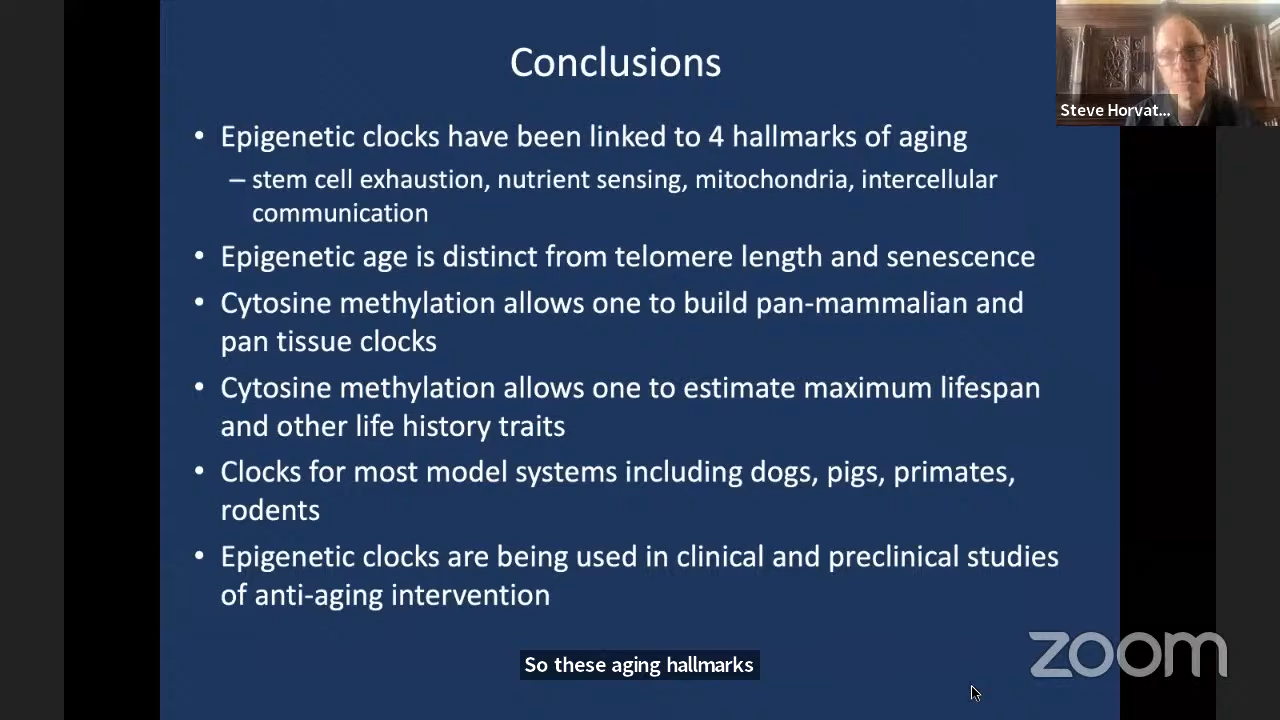 Conclusions
Steve Horvat...
• Epigenetic clocks have been linked to 4 hallmarks of aging
– stem cell exhaustion, nutrient sensing, mitochondria, intercellular
communication
• Epigenetic age is distinct from telomere length and senescence
• Cytosine methylation allows one to build pan-mammalian and
pan tissue clocks
• Cytosine methylation allows one to estimate maximum lifespan
and other life history traits
• Clocks for most model systems including dogs, pigs, primates,
rodents
• Epigenetic clocks are being used in clinical and preclinical studies
of anti-aging intervention
So these aging hallmarks
zoom